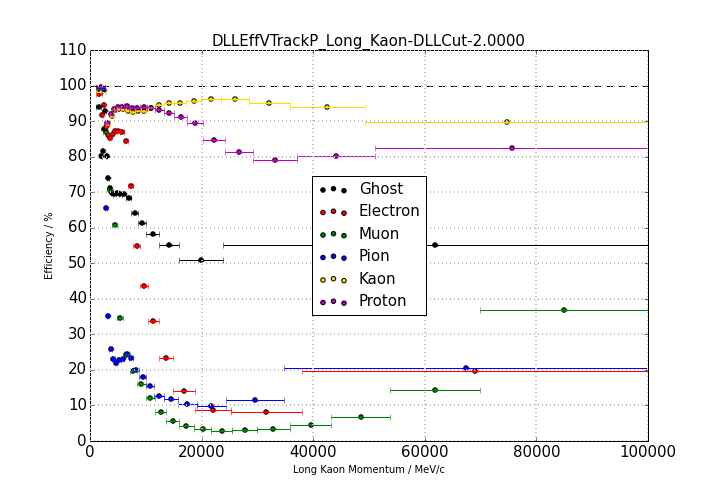 DLLEffVTrackP_Long_Kaon-DLLCut-2.0000
110
100
90
80
70
60
50
40
30
20
10
0
Efficiency / %
Ghost
Electron
Muon
Pion
Kaon
Proton
0 20000 40000 60000 80000 100000
Long Kaon Momentum / MeV/c